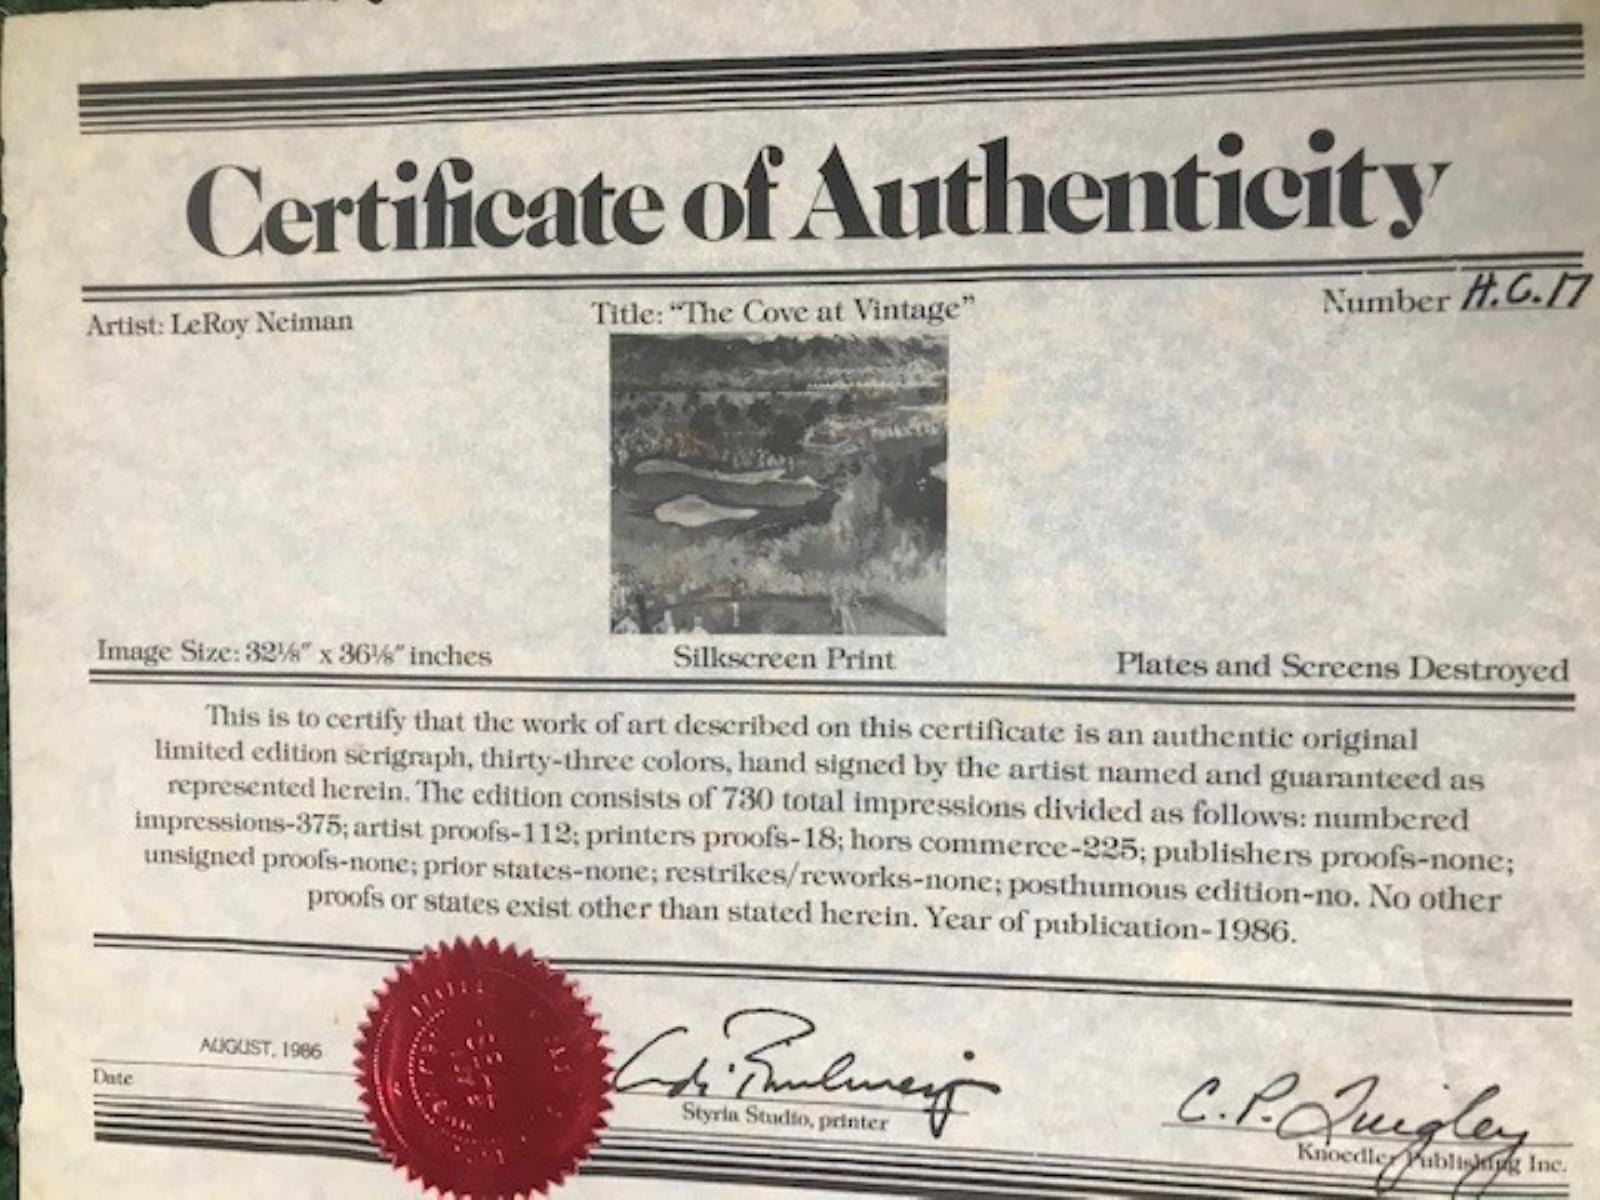 Certificate of Authenticity
Artist: LeRoy Neiman
Title: "The Cove at Vintage"
Number H.C.17
Image Size: 32⅛" x 36⅛" inches
Silkscreen Print
Plates and Screens Destroyed
This is to certify that the work of art described on this certificate is an authentic original
limited edition serigraph, thirty-three colors, hand signed by the artist named and guaranteed as
represented herein. The edition consists of 730 total impressions divided as follows: numbered
impressions-375; artist proofs-112; printers proofs-18; hors commerce-225; publishers proofs-none;
unsigned proofs-none; prior states-none; restrikes/reworks-none; posthumous edition-no. No other
proofs or states exist other than stated herein. Year of publication-1986.
AUGUST, 1986
Date
Styria Studio, printer
C. P. Quigley
Knoedler Publishing Inc.